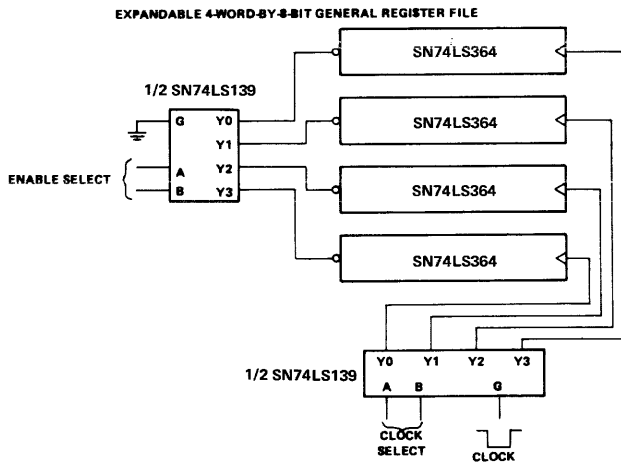 EXPANDABLE 4-WORD-BY-8-BIT GENERAL REGISTER FILE
SN74LS364
1/2 SN74LS139
G Y0
SN74LS364
Y1
A Y2
ENABLE SELECT
B Y3
SN74LS364
SN74LS364
Y0 Y1 Y2 Y3
1/2 SN74LS139
A B G
CLOCK
SELECT
CLOCK